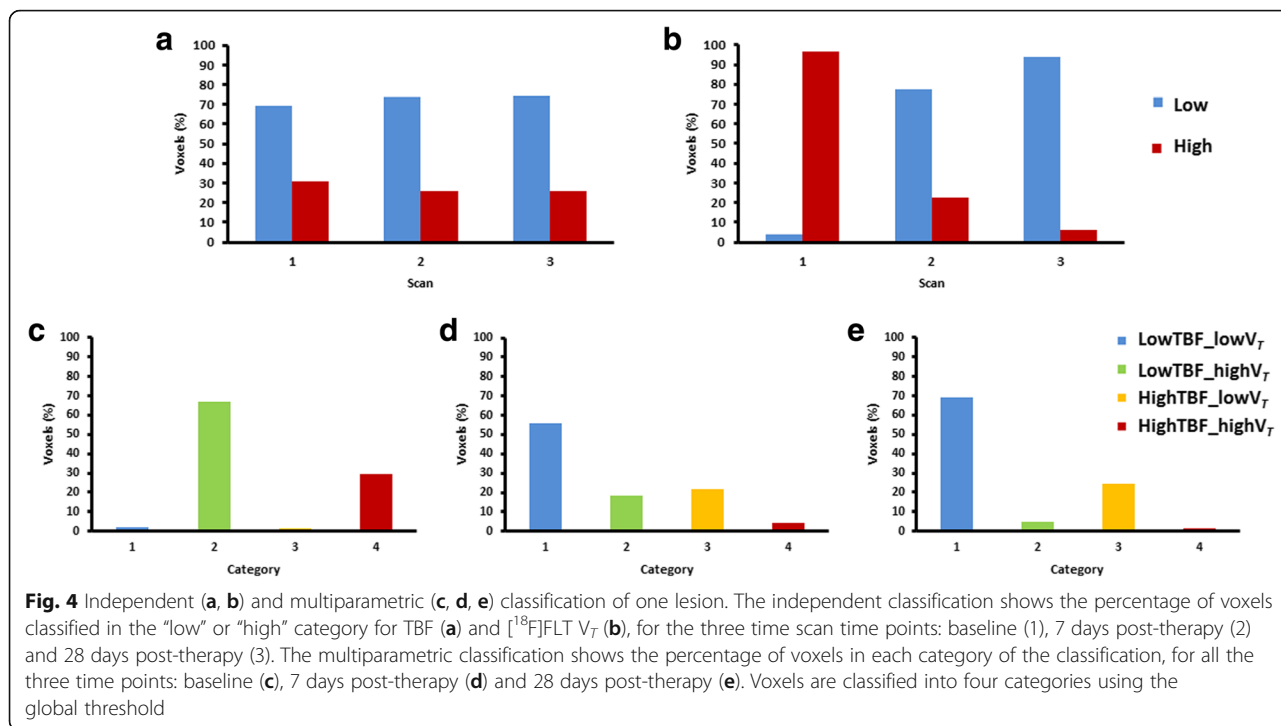 a
100
90
80
70
60
50
40
30
20
10
0
Voxels (%)
1 2 3
Scan
b
100
90
80
70
60
50
40
30
20
10
0
Voxels (%)
1 2 3
Scan
Low
High
c
100
90
80
70
60
50
40
30
20
10
0
Voxels (%)
1 2 3 4
Category
d
100
90
80
70
60
50
40
30
20
10
0
Voxels (%)
1 2 3 4
Category
e
100
90
80
70
60
50
40
30
20
10
0
Voxels (%)
1 2 3 4
Category
LowTBF_lowV_T
LowTBF_highV_T
HighTBF_lowV_T
HighTBF_highV_T
Fig. 4 Independent (a, b) and multiparametric (c, d, e) classification of one lesion. The independent classification shows the percentage of voxels
classified in the “low” or “high” category for TBF (a) and [18F]FLT V_T (b), for the three time scan time points: baseline (1), 7 days post-therapy (2)
and 28 days post-therapy (3). The multiparametric classification shows the percentage of voxels in each category of the classification, for all the
three time points: baseline (c), 7 days post-therapy (d) and 28 days post-therapy (e). Voxels are classified into four categories using the
global threshold